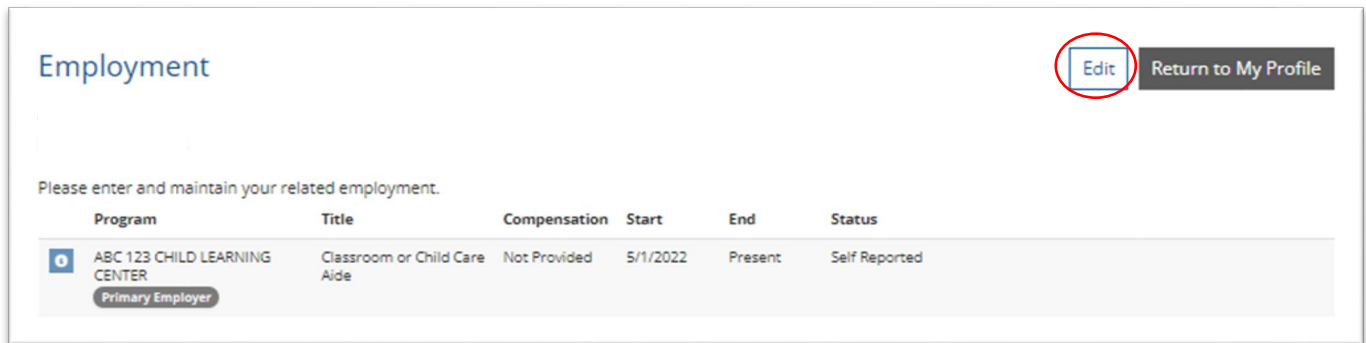 Employment
Edit Return to My Profile
Please enter and maintain your related employment.
Program Title Compensation Start End Status
ABC 123 CHILD LEARNING Classroom or Child Care Not Provided 5/1/2022 Present Self Reported
CENTER Aide
Primary Employer